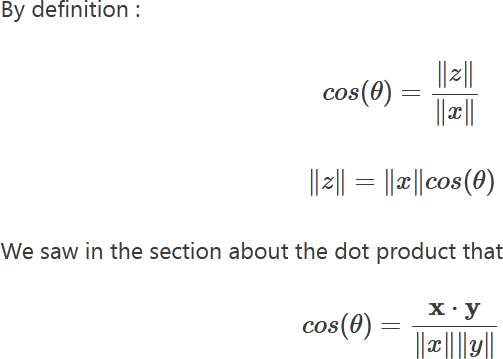 By definition :
cos(θ) = ‖z‖ / ‖x‖
‖z‖ = ‖x‖cos(θ)
We saw in the section about the dot product that
cos(θ) = x · y / ‖x‖‖y‖